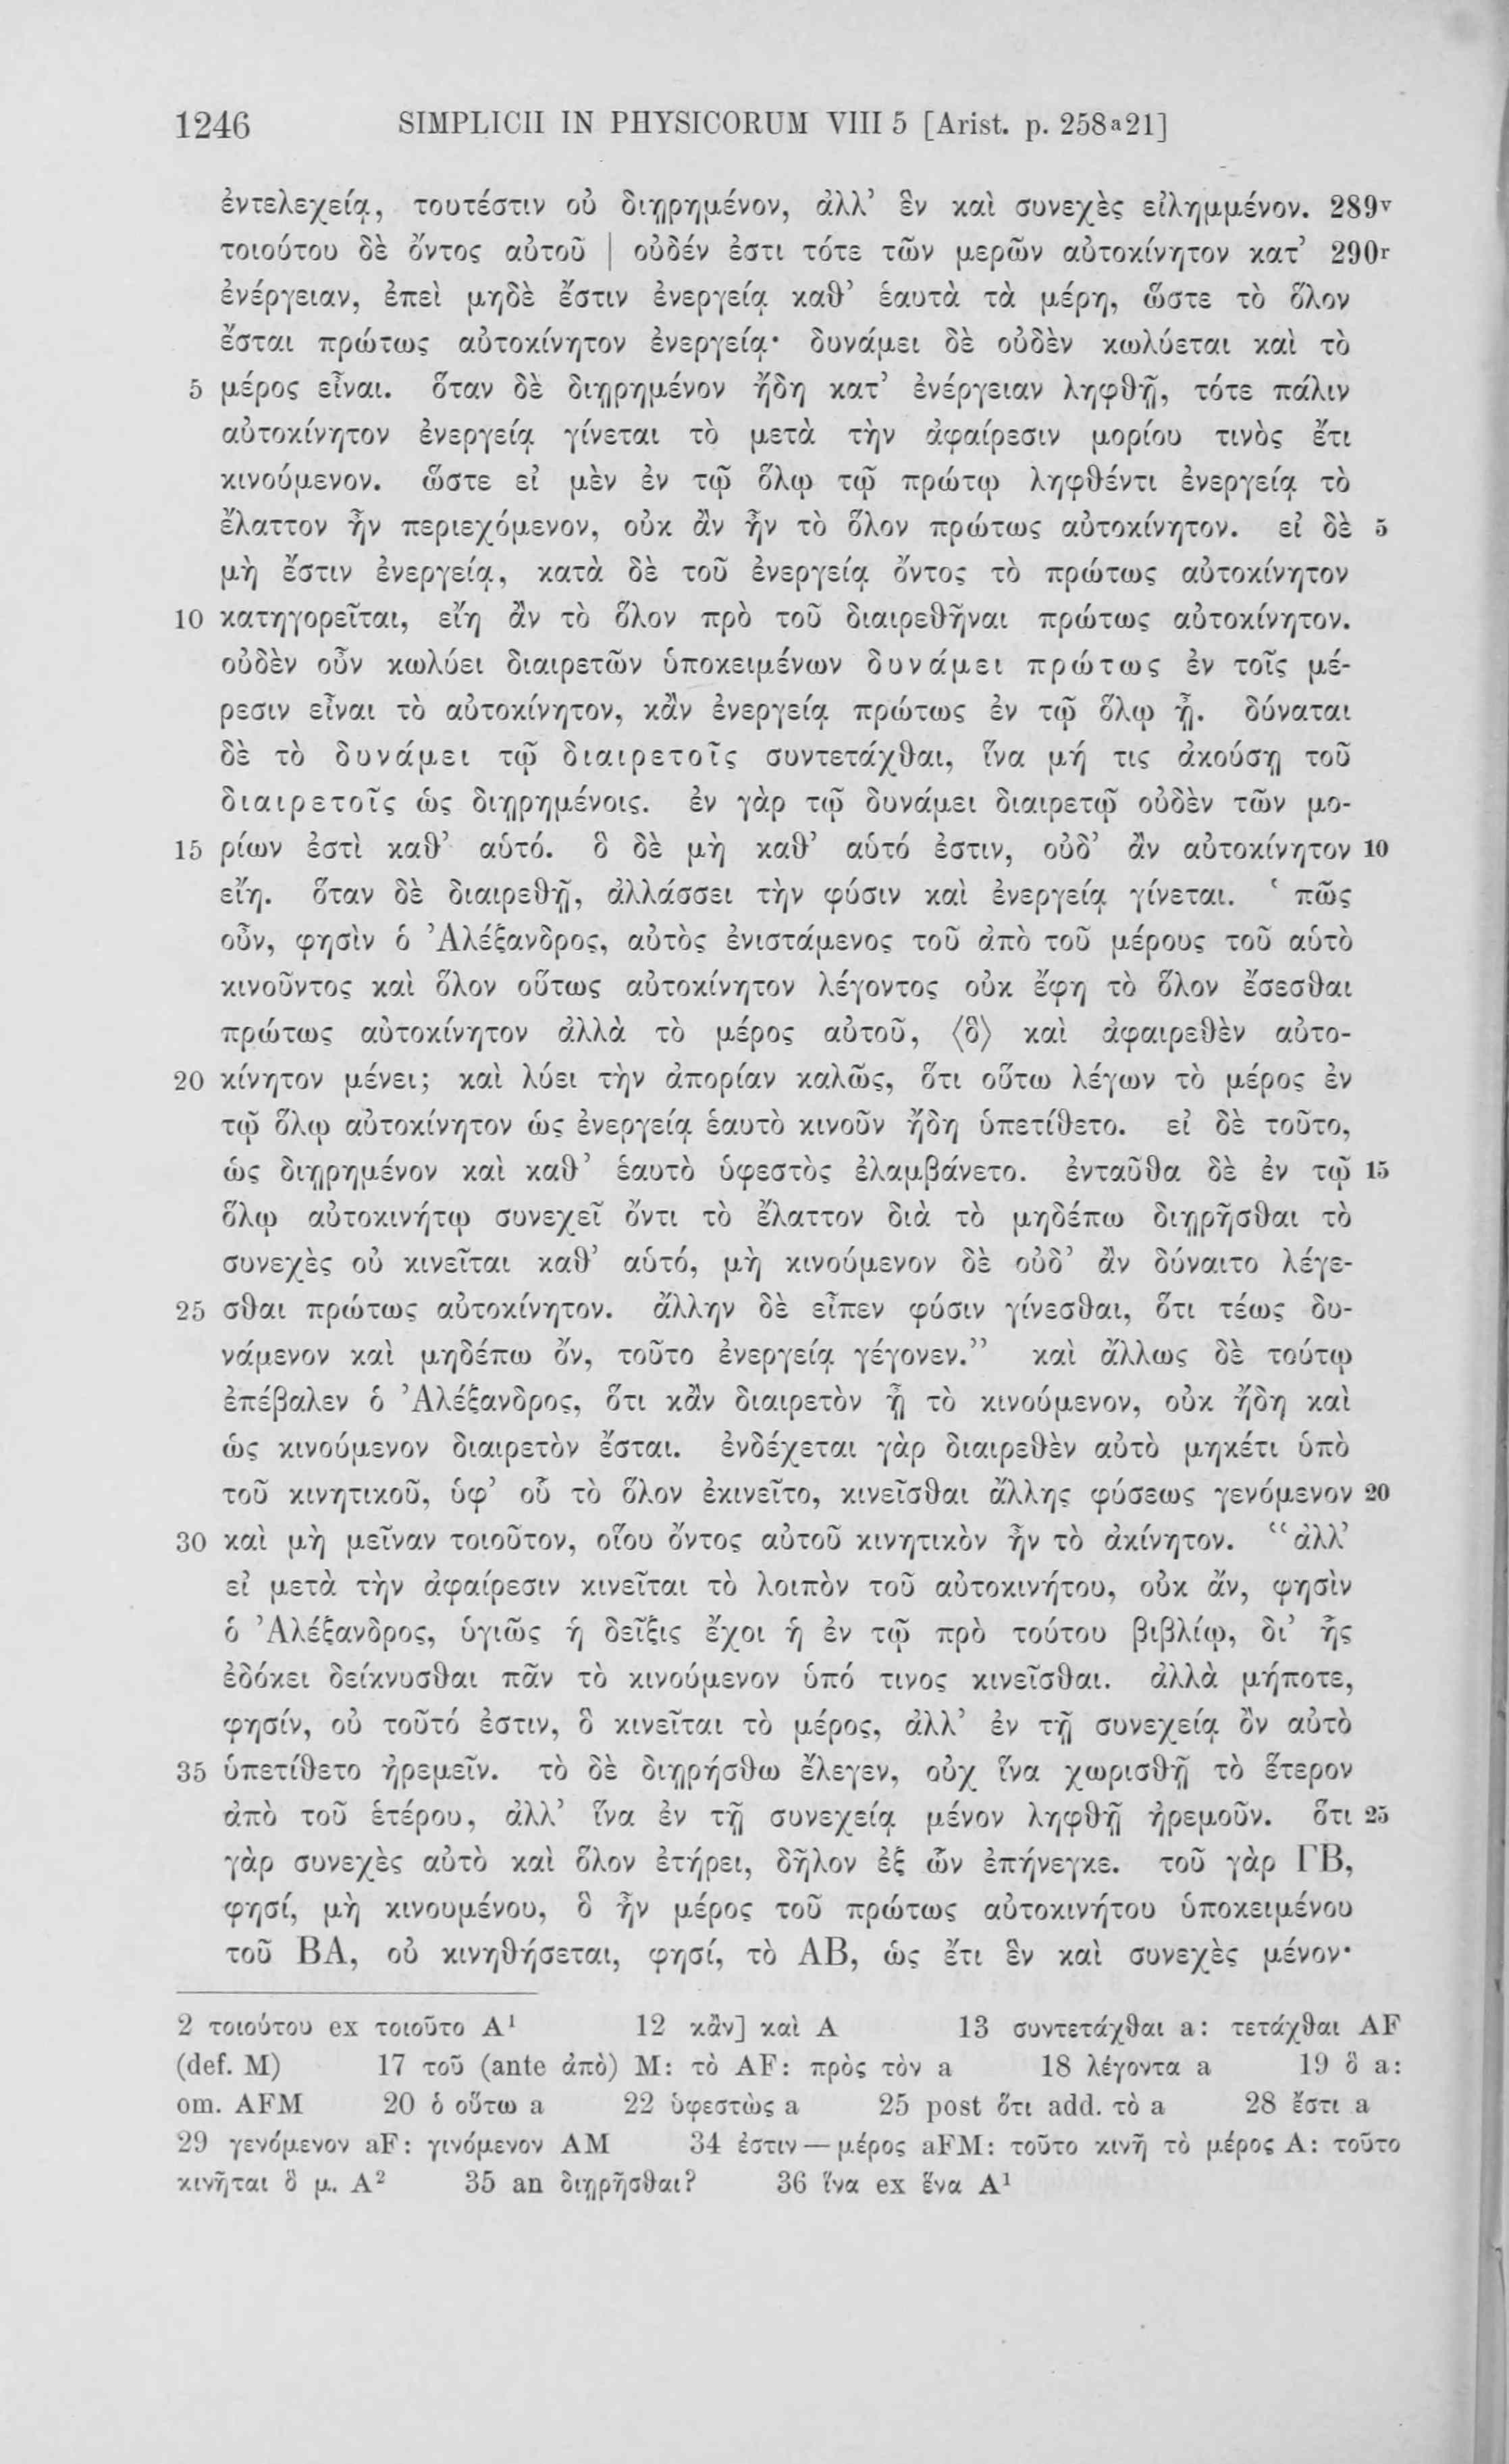 1246 SIMPLICII IN PHYSICORUM VIII 5 [Arist. p. 258a21]
ἐντελεχείᾳ, τουτέστιν οὐ διῃρημένον, ἀλλ’ ἓν καὶ συνεχὲς εἰλημμένον. 289v
τοιούτου δὲ ὄντος αὐτοῦ | οὐδέν ἐστι τότε τῶν μερῶν αὐτοκίνητον κατ’ 290r
ἐνέργειαν, ἐπεὶ μηδὲ ἔστιν ἐνεργείᾳ καθ’ ἑαυτὰ τὰ μέρη, ὥστε τὸ ὅλον
ἔσται πρώτως αὐτοκίνητον ἐνεργείᾳ· δυνάμει δὲ οὐδὲν κωλύεται καὶ τὸ
5 μέρος εἶναι. ὅταν δὲ διῃρημένον ἤδη κατ’ ἐνέργειαν ληφθῇ, τότε πάλιν
αὐτοκίνητον ἐνεργείᾳ γίνεται τὸ μετὰ τὴν ἀφαίρεσιν μορίου τινὸς ἔτι
κινούμενον. ὥστε εἰ μὲν ἐν τῷ ὅλῳ τῷ πρώτῳ ληφθέντι ἐνεργείᾳ τὸ
ἔλαττον ἦν περιεχόμενον, οὐκ ἂν ἦν τὸ ὅλον πρώτως αὐτοκίνητον. εἰ δὲ 5
μὴ ἔστιν ἐνεργείᾳ, κατὰ δὲ τοῦ ἐνεργείᾳ ὄντος τὸ πρώτως αὐτοκίνητον
10 κατηγορεῖται, εἴη ἂν τὸ ὅλον πρὸ τοῦ διαιρεθῆναι πρώτως αὐτοκίνητον.
οὐδὲν οὖν κωλύει διαιρετῶν ὑποκειμένων δυνάμει πρώτως ἐν τοῖς μέ-
ρεσιν εἶναι τὸ αὐτοκίνητον, κἂν ἐνεργείᾳ πρώτως ἐν τῷ ὅλῳ ᾖ. δύναται
δὲ τὸ δυνάμει τῷ διαιρετοῖς συντετάχθαι, ἵνα μή τις ἀκούσῃ τοῦ
διαιρετοῖς ὡς διῃρημένοις. ἐν γὰρ τῷ δυνάμει διαιρετῷ οὐδὲν τῶν μο-
15 ρίων ἐστὶ καθ’ αὑτό. ὃ δὲ μὴ καθ’ αὑτό ἐστιν, οὐδ’ ἂν αὐτοκίνητον 10
εἴη. ὅταν δὲ διαιρεθῇ, ἀλλάσσει τὴν φύσιν καὶ ἐνεργείᾳ γίνεται. ‘ πῶς
οὖν, φησὶν ὁ Ἀλέξανδρος, αὐτὸς ἐνιστάμενος τοῦ ἀπὸ τοῦ μέρους τοῦ αὑτὸ
κινοῦντος καὶ ὅλον οὕτως αὐτοκίνητον λέγοντος οὐκ ἔφη τὸ ὅλον ἔσεσθαι
πρώτως αὐτοκίνητον ἀλλὰ τὸ μέρος αὐτοῦ, ⟨ὃ⟩ καὶ ἀφαιρεθὲν αὐτο-
20 κίνητον μένει; καὶ λύει τὴν ἀπορίαν καλῶς, ὅτι οὕτω λέγων τὸ μέρος ἐν
τῷ ὅλῳ αὐτοκίνητον ὡς ἐνεργείᾳ ἑαυτὸ κινοῦν ἤδη ὑπετίθετο. εἰ δὲ τοῦτο,
ὡς διῃρημένον καὶ καθ’ ἑαυτὸ ὑφεστὸς ἐλαμβάνετο. ἐνταῦθα δὲ ἐν τῷ 15
ὅλῳ αὐτοκινήτῳ συνεχεῖ ὄντι τὸ ἔλαττον διὰ τὸ μηδέπω διῃρῆσθαι τὸ
συνεχὲς οὐ κινεῖται καθ’ αὑτό, μὴ κινούμενον δὲ οὐδ’ ἂν δύναιτο λέγε-
25 σθαι πρώτως αὐτοκίνητον. ἄλλην δὲ εἶπεν φύσιν γίνεσθαι, ὅτι τέως δυ-
νάμενον καὶ μηδέπω ὄν, τοῦτο ἐνεργείᾳ γέγονεν.” καὶ ἄλλως δὲ τούτῳ
ἐπέβαλεν ὁ Ἀλέξανδρος, ὅτι κἂν διαιρετὸν ᾖ τὸ κινούμενον, οὐκ ἤδη καὶ
ὡς κινούμενον διαιρετὸν ἔσται. ἐνδέχεται γὰρ διαιρεθὲν αὐτὸ μηκέτι ὑπὸ
τοῦ κινητικοῦ, ὑφ’ οὗ τὸ ὅλον ἐκινεῖτο, κινεῖσθαι ἄλλης φύσεως γενόμενον 20
30 καὶ μὴ μεῖναν τοιοῦτον, οἵου ὄντος αὐτοῦ κινητικὸν ἦν τὸ ἀκίνητον. “ἀλλ’
εἰ μετὰ τὴν ἀφαίρεσιν κινεῖται τὸ λοιπὸν τοῦ αὐτοκινήτου, οὐκ ἄν, φησὶν
ὁ Ἀλέξανδρος, ὑγιῶς ἡ δεῖξις ἔχοι ἡ ἐν τῷ πρὸ τούτου βιβλίῳ, δι’ ἧς
ἐδόκει δείκνυσθαι πᾶν τὸ κινούμενον ὑπό τινος κινεῖσθαι. ἀλλὰ μήποτε,
φησίν, οὐ τοῦτό ἐστιν, ὃ κινεῖται τὸ μέρος, ἀλλ’ ἐν τῇ συνεχείᾳ ὂν αὐτὸ
35 ὑπετίθετο ἠρεμεῖν. τὸ δὲ διῃρήσθω ἔλεγεν, οὐχ ἵνα χωρισθῇ τὸ ἕτερον
ἀπὸ τοῦ ἑτέρου, ἀλλ’ ἵνα ἐν τῇ συνεχείᾳ μένον ληφθῇ ἠρεμοῦν. ὅτι 25
γὰρ συνεχὲς αὐτὸ καὶ ὅλον ἐτήρει, δῆλον ἐξ ὧν ἐπήνεγκε. τοῦ γὰρ ΓΒ,
φησί, μὴ κινουμένου, ὃ ἦν μέρος τοῦ πρώτως αὐτοκινήτου ὑποκειμένου
τοῦ ΒΑ, οὐ κινηθήσεται, φησί, τὸ ΑΒ, ὡς ἔτι ἓν καὶ συνεχὲς μένον·
2 τοιούτου ex τοιοῦτο A¹ 12 κἂν] καὶ A 13 συντετάχθαι a: τετάχθαι AF
(def. M) 17 τοῦ (ante ἀπὸ) M: τὸ AF: πρὸς τὸν a 18 λέγοντα a 19 ὃ a:
om. AFM 20 ὁ οὕτω a 22 ὑφεστὼς a 25 post ὅτι add. τὸ a 28 ἔστι a
29 γενόμενον aF: γινόμενον AM 34 ἐστιν — μέρος aFM: τοῦτο κινῆ τὸ μέρος A: τοῦτο
κινῆται ὃ μ. A² 35 an διῃρῆσθαι? 36 ἵνα ex ἕνα A¹